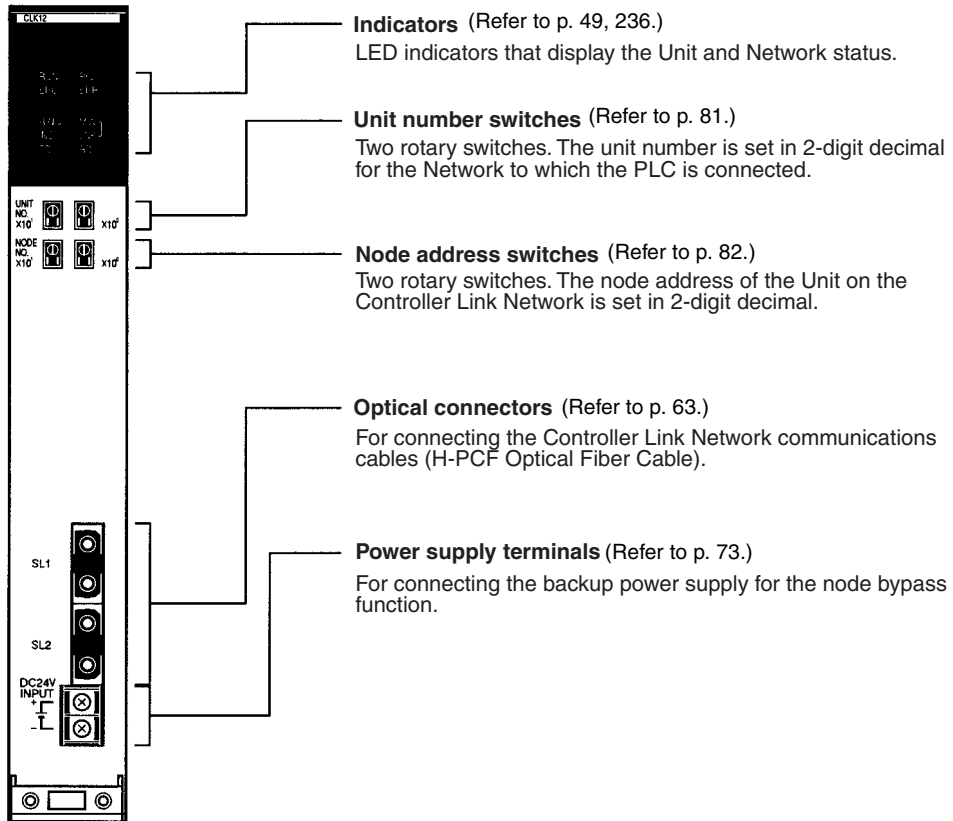 CLK12
Indicators (Refer to p. 49, 236.)
LED indicators that display the Unit and Network status.
Unit number switches (Refer to p. 81.)
Two rotary switches. The unit number is set in 2-digit decimal
for the Network to which the PLC is connected.
UNIT
NO.
X10¹ X10⁰
NODE
NO.
X10¹ X10⁰
Node address switches (Refer to p. 82.)
Two rotary switches. The node address of the Unit on the
Controller Link Network is set in 2-digit decimal.
Optical connectors (Refer to p. 63.)
For connecting the Controller Link Network communications
cables (H-PCF Optical Fiber Cable).
SL1
SL2
Power supply terminals (Refer to p. 73.)
For connecting the backup power supply for the node bypass
function.
DC24V
INPUT
+
-